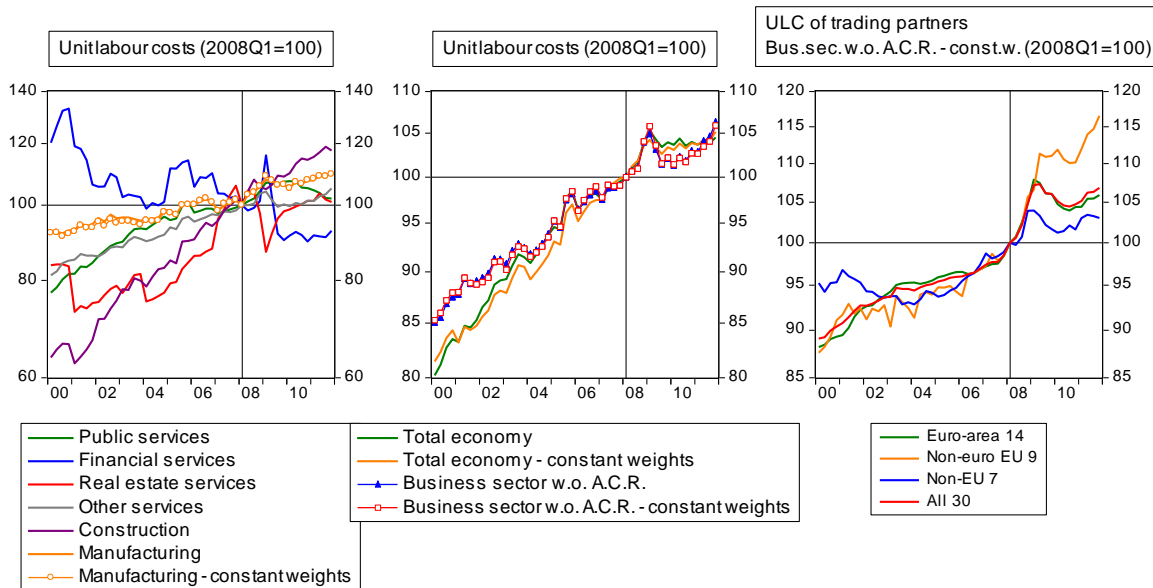 Unit labour costs (2008Q1=100)
Unit labour costs (2008Q1=100)
ULC of trading partners
Bus.sec. w.o. A.C.R. - const.w. (2008Q1=100)
140
120
100
80
60
140
120
100
80
60
00 02 04 06 08 10
110
105
100
95
90
85
80
110
105
100
95
90
85
80
00 02 04 06 08 10
120
115
110
105
100
95
90
85
120
115
110
105
100
95
90
85
00 02 04 06 08 10
Public services
Financial services
Real estate services
Other services
Construction
Manufacturing
Manufacturing - constant weights
Total economy
Total economy - constant weights
Business sector w.o. A.C.R.
Business sector w.o. A.C.R. - constant weights
Euro-area 14
Non-euro EU 9
Non-EU 7
All 30